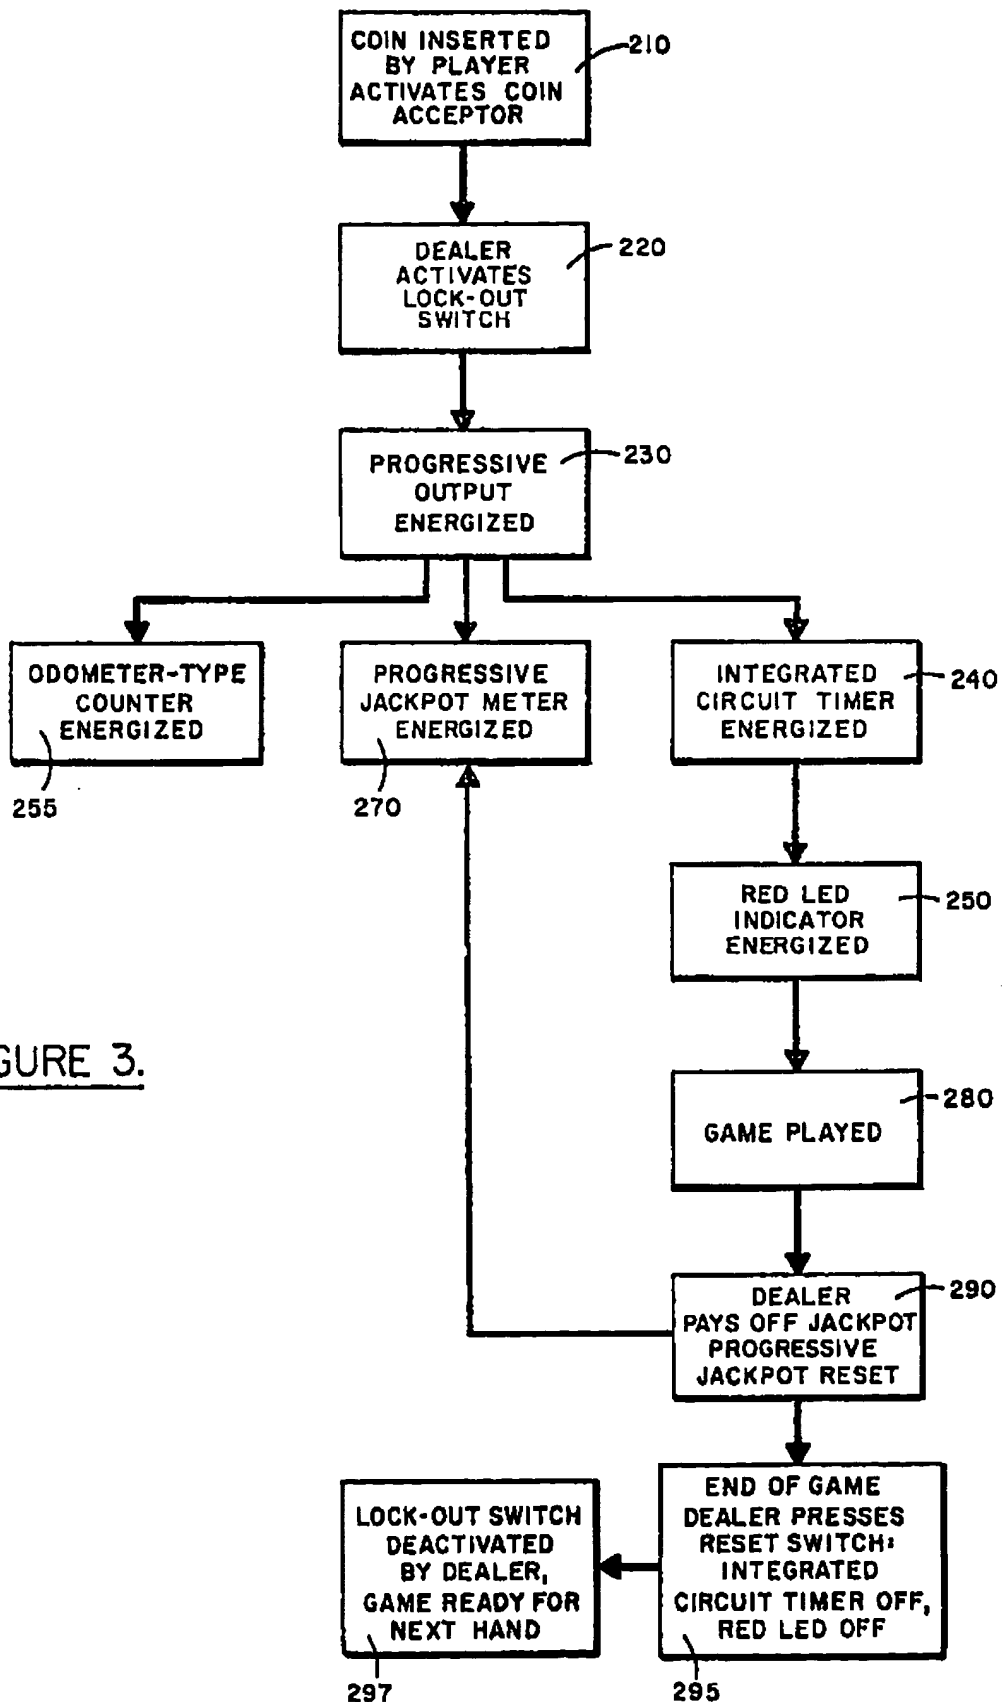 COIN INSERTED
BY PLAYER
ACTIVATES COIN
ACCEPTOR
210
DEALER
ACTIVATES
LOCK-OUT
SWITCH
220
PROGRESSIVE
OUTPUT
ENERGIZED
230
ODOMETER-TYPE
COUNTER
ENERGIZED
255
PROGRESSIVE
JACKPOT METER
ENERGIZED
270
INTEGRATED
CIRCUIT TIMER
ENERGIZED
240
RED LED
INDICATOR
ENERGIZED
250
GURE 3.
GAME PLAYED
280
DEALER
PAYS OFF JACKPOT
PROGRESSIVE
JACKPOT RESET
290
END OF GAME
DEALER PRESSES
RESET SWITCH:
INTEGRATED
CIRCUIT TIMER OFF,
RED LED OFF
295
LOCK-OUT SWITCH
DEACTIVATED
BY DEALER,
GAME READY FOR
NEXT HAND
297